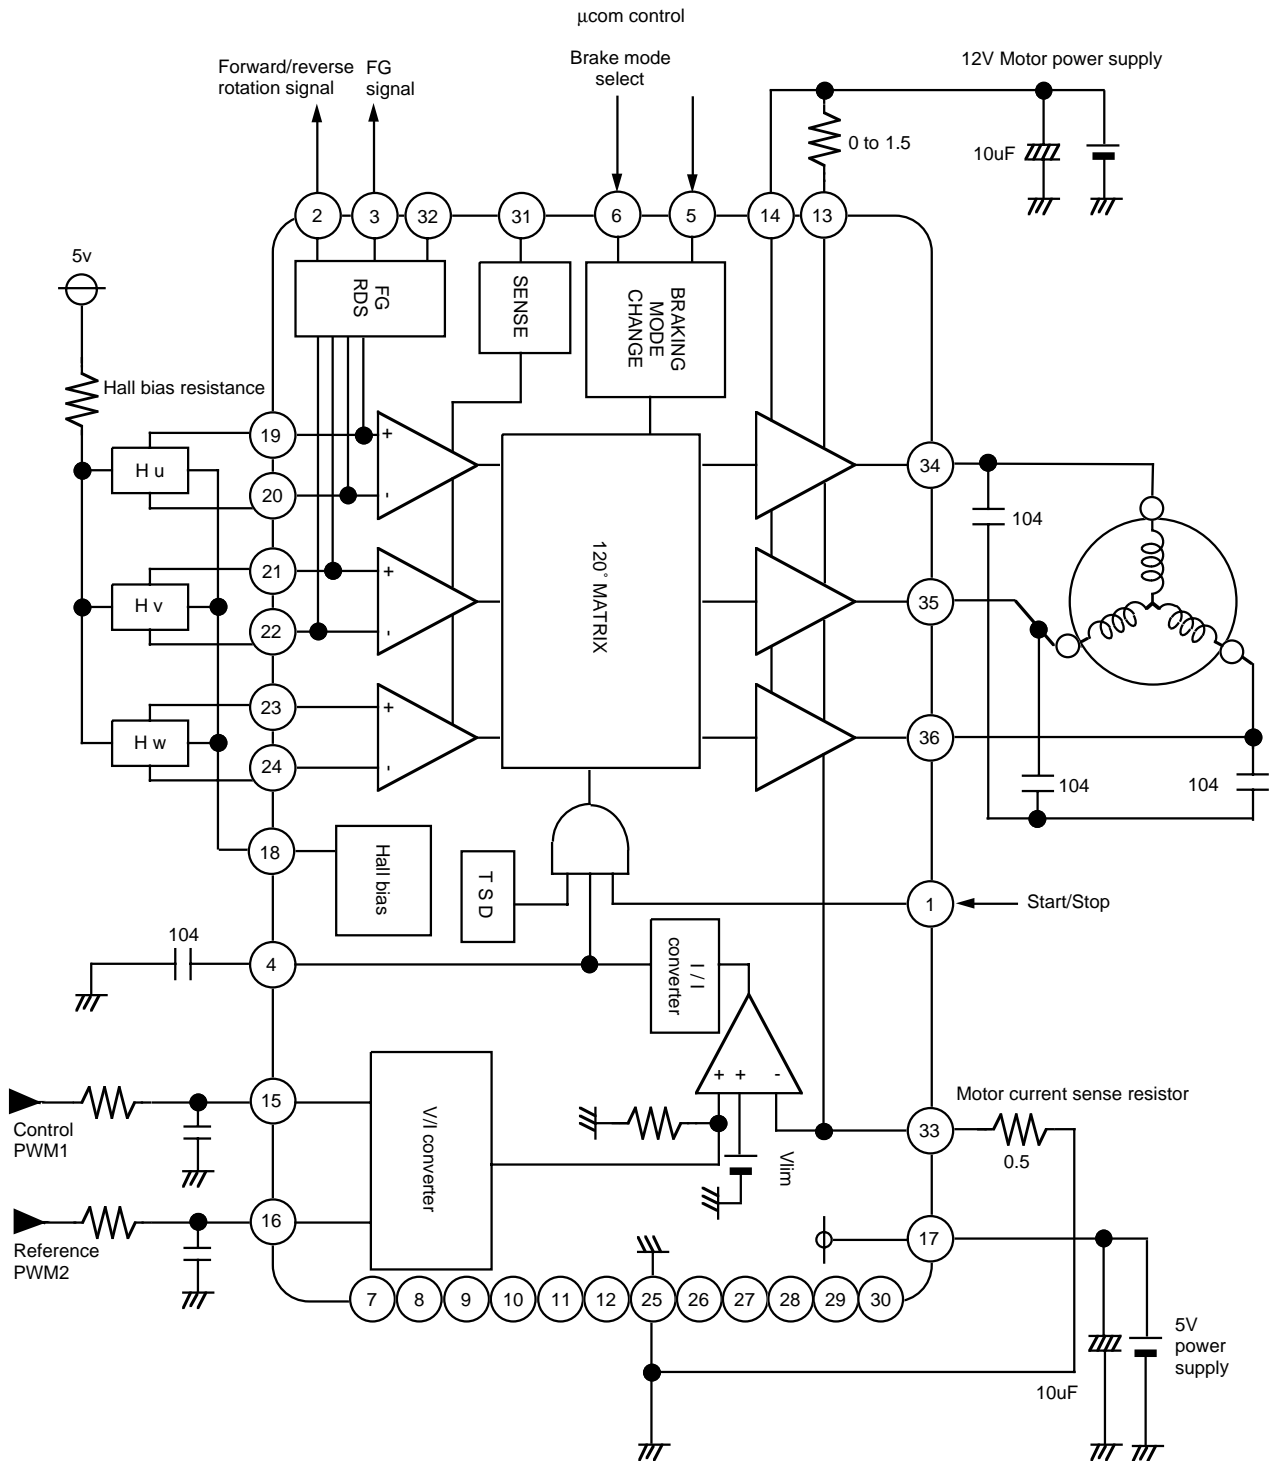 μcom control
Forward/reverse
rotation signal
FG
signal
Brake mode
select
12V Motor power supply
0 to 1.5
10uF
2
3
32
31
6
5
14
13
5v
FG
RDS
SENSE
BRAKING
MODE
CHANGE
Hall bias resistance
19
+
H u
20
-
34
104
21
+
H v
22
-
120° MATRIX
35
23
+
H w
24
-
36
104
104
18
Hall bias
T S D
1
Start/Stop
104
4
I / I
converter
+ + -
15
Control
PWM1
V/I converter
Vlim
33
Motor current sense resistor
0.5
16
Reference
PWM2
17
7
8
9
10
11
12
25
26
27
28
29
30
5V
power
supply
10uF